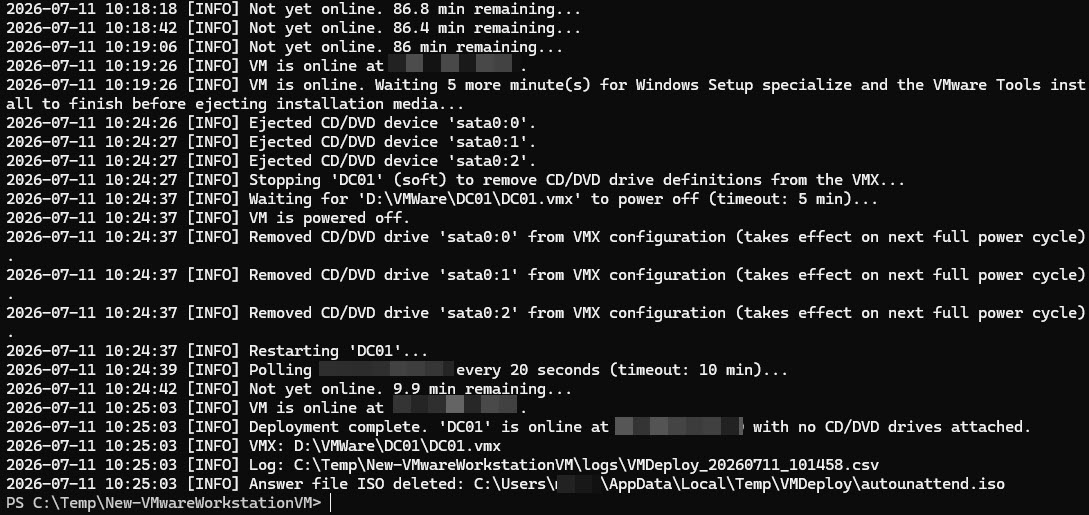 2026-07-11 10:18:18 [INFO] Not yet online. 86.8 min remaining...
2026-07-11 10:18:42 [INFO] Not yet online. 86.4 min remaining...
2026-07-11 10:19:06 [INFO] Not yet online. 86 min remaining...
2026-07-11 10:19:26 [INFO] VM is online at .
2026-07-11 10:19:26 [INFO] VM is online. Waiting 5 more minute(s) for Windows Setup specialize and the VMware Tools inst
all to finish before ejecting installation media...
2026-07-11 10:24:26 [INFO] Ejected CD/DVD device 'sata0:0'.
2026-07-11 10:24:27 [INFO] Ejected CD/DVD device 'sata0:1'.
2026-07-11 10:24:27 [INFO] Ejected CD/DVD device 'sata0:2'.
2026-07-11 10:24:27 [INFO] Stopping 'DC01' (soft) to remove CD/DVD drive definitions from the VMX...
2026-07-11 10:24:37 [INFO] Waiting for 'D:\VMWare\DC01\DC01.vmx' to power off (timeout: 5 min)...
2026-07-11 10:24:37 [INFO] VM is powered off.
2026-07-11 10:24:37 [INFO] Removed CD/DVD drive 'sata0:0' from VMX configuration (takes effect on next full power cycle)
.
2026-07-11 10:24:37 [INFO] Removed CD/DVD drive 'sata0:1' from VMX configuration (takes effect on next full power cycle)
.
2026-07-11 10:24:37 [INFO] Removed CD/DVD drive 'sata0:2' from VMX configuration (takes effect on next full power cycle)
.
2026-07-11 10:24:37 [INFO] Restarting 'DC01'...
2026-07-11 10:24:39 [INFO] Polling every 20 seconds (timeout: 10 min)...
2026-07-11 10:24:42 [INFO] Not yet online. 9.9 min remaining...
2026-07-11 10:25:03 [INFO] VM is online at .
2026-07-11 10:25:03 [INFO] Deployment complete. 'DC01' is online at with no CD/DVD drives attached.
2026-07-11 10:25:03 [INFO] VMX: D:\VMWare\DC01\DC01.vmx
2026-07-11 10:25:03 [INFO] Log: C:\Temp\New-VMwareWorkstationVM\logs\VMDeploy_20260711_101458.csv
2026-07-11 10:25:03 [INFO] Answer file ISO deleted: C:\Users\ \AppData\Local\Temp\VMDeploy\autounattend.iso
PS C:\Temp\New-VMwareWorkstationVM>